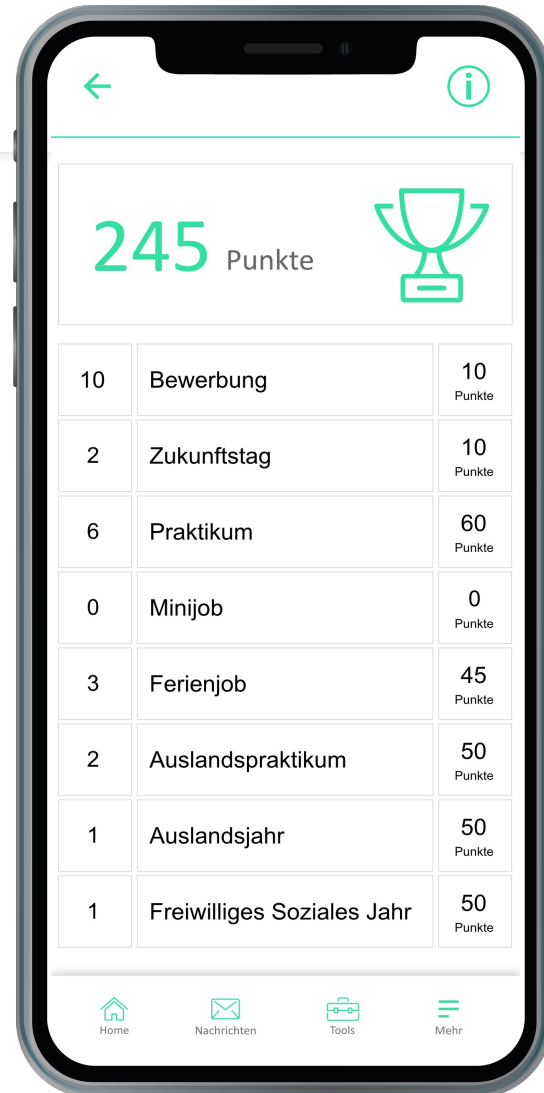 245 Punkte
10 Bewerbung 10
Punkte
2 Zukunftstag 10
Punkte
6 Praktikum 60
Punkte
0 Minijob 0
Punkte
3 Ferienjob 45
Punkte
2 Auslandspraktikum 50
Punkte
1 Auslandsjahr 50
Punkte
1 Freiwilliges Soziales Jahr 50
Punkte
Home Nachrichten Tools Mehr